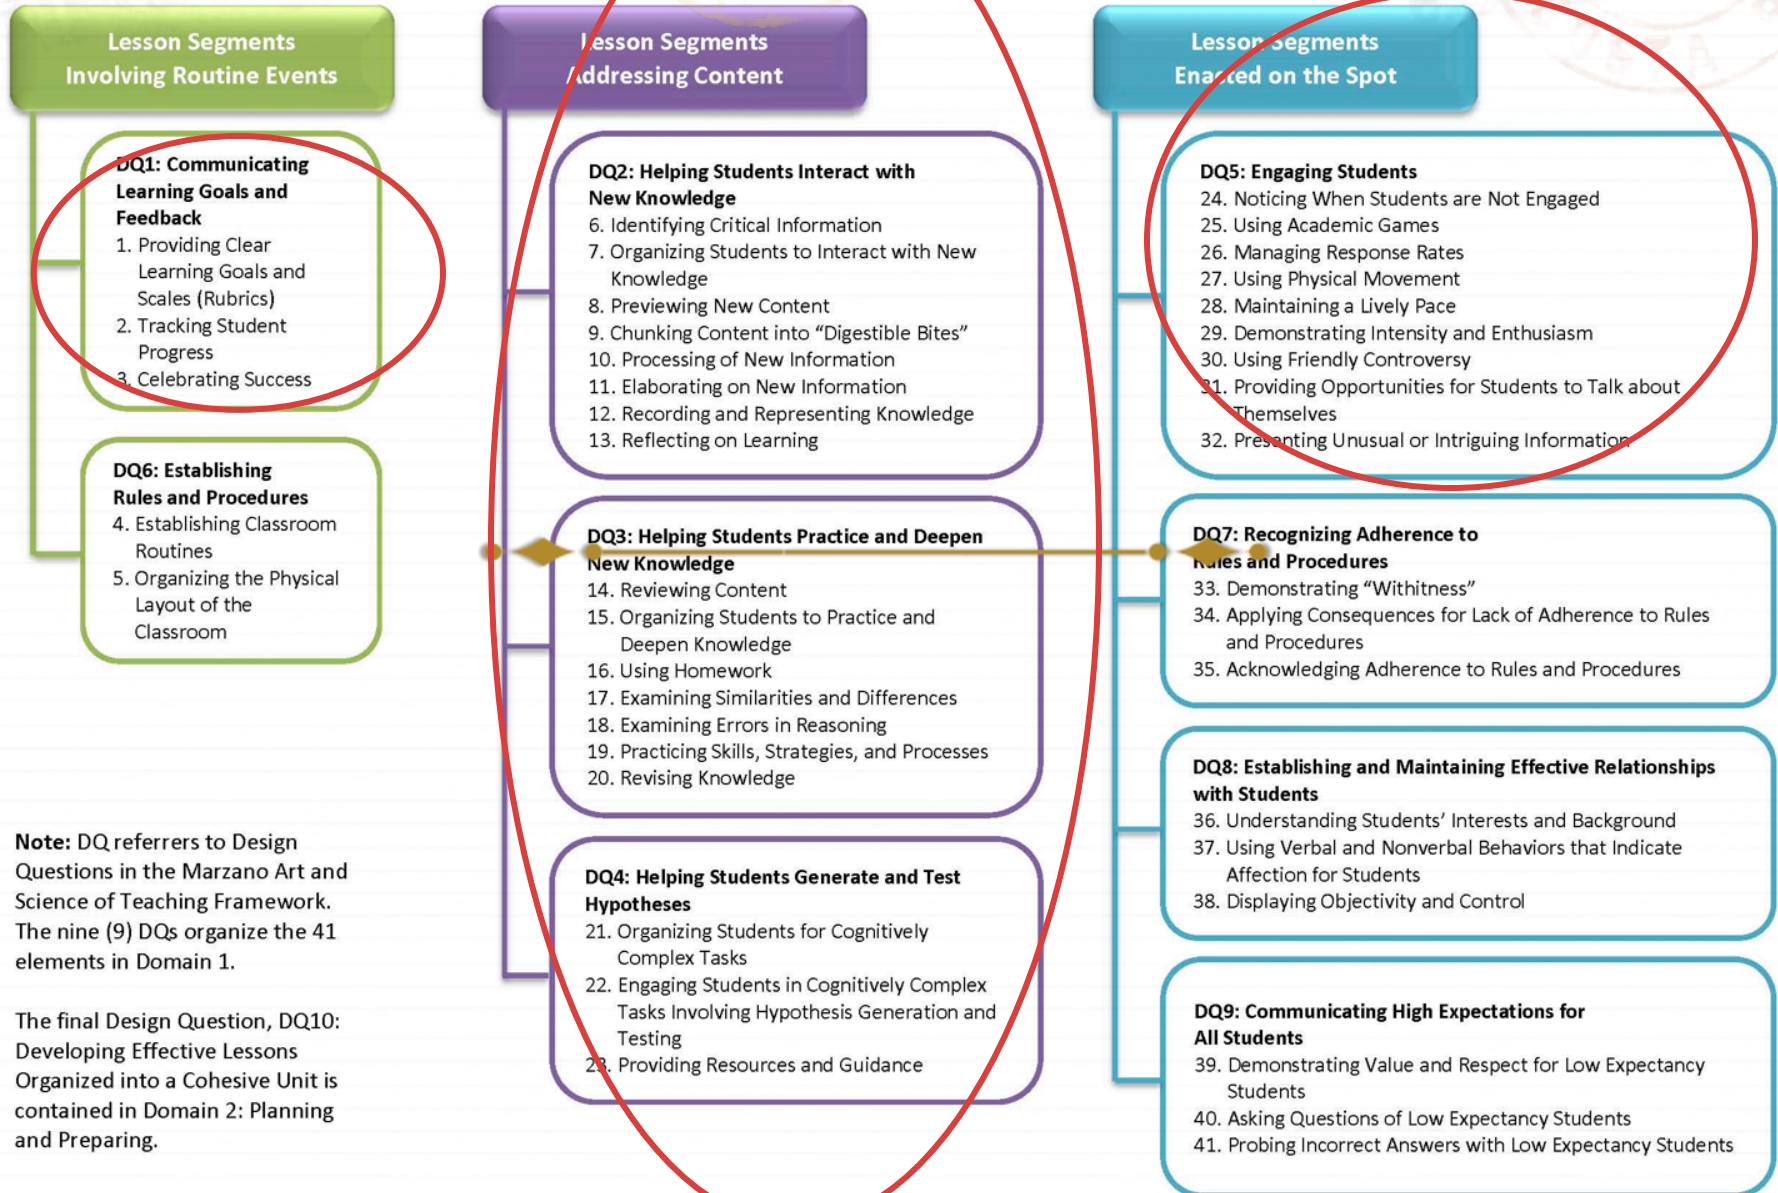 Lesson Segments
Involving Routine Events
DQ1: Communicating
Learning Goals and
Feedback
1. Providing Clear
Learning Goals and
Scales (Rubrics)
2. Tracking Student
Progress
3. Celebrating Success
DQ6: Establishing
Rules and Procedures
4. Establishing Classroom
Routines
5. Organizing the Physical
Layout of the
Classroom
Note: DQ referrers to Design
Questions in the Marzano Art and
Science of Teaching Framework.
The nine (9) DQs organize the 41
elements in Domain 1.
The final Design Question, DQ10:
Developing Effective Lessons
Organized into a Cohesive Unit is
contained in Domain 2: Planning
and Preparing.
Lesson Segments
Addressing Content
DQ2: Helping Students Interact with
New Knowledge
6. Identifying Critical Information
7. Organizing Students to Interact with New
Knowledge
8. Previewing New Content
9. Chunking Content into “Digestible Bites”
10. Processing of New Information
11. Elaborating on New Information
12. Recording and Representing Knowledge
13. Reflecting on Learning
DQ3: Helping Students Practice and Deepen
New Knowledge
14. Reviewing Content
15. Organizing Students to Practice and
Deepen Knowledge
16. Using Homework
17. Examining Similarities and Differences
18. Examining Errors in Reasoning
19. Practicing Skills, Strategies, and Processes
20. Revising Knowledge
DQ4: Helping Students Generate and Test
Hypotheses
21. Organizing Students for Cognitively
Complex Tasks
22. Engaging Students in Cognitively Complex
Tasks Involving Hypothesis Generation and
Testing
23. Providing Resources and Guidance
Lesson Segments
Enacted on the Spot
DQ5: Engaging Students
24. Noticing When Students are Not Engaged
25. Using Academic Games
26. Managing Response Rates
27. Using Physical Movement
28. Maintaining a Lively Pace
29. Demonstrating Intensity and Enthusiasm
30. Using Friendly Controversy
31. Providing Opportunities for Students to Talk about
Themselves
32. Presenting Unusual or Intriguing Information
DQ7: Recognizing Adherence to
Rules and Procedures
33. Demonstrating “Withitness”
34. Applying Consequences for Lack of Adherence to Rules
and Procedures
35. Acknowledging Adherence to Rules and Procedures
DQ8: Establishing and Maintaining Effective Relationships
with Students
36. Understanding Students’ Interests and Background
37. Using Verbal and Nonverbal Behaviors that Indicate
Affection for Students
38. Displaying Objectivity and Control
DQ9: Communicating High Expectations for
All Students
39. Demonstrating Value and Respect for Low Expectancy
Students
40. Asking Questions of Low Expectancy Students
41. Probing Incorrect Answers with Low Expectancy Students